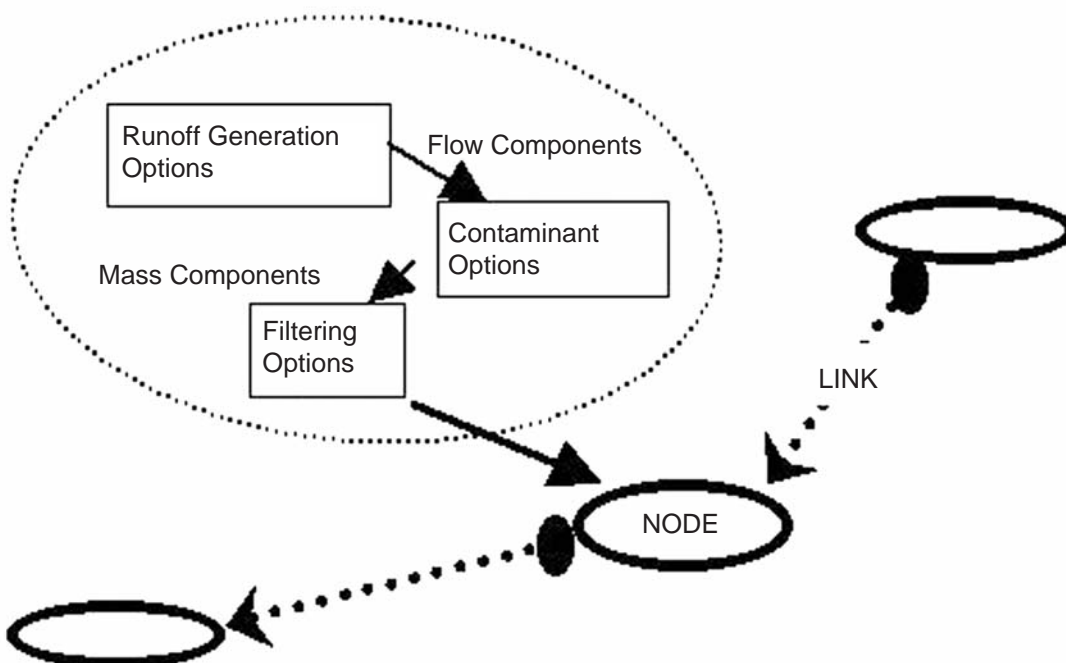 Runoff Generation
Options
Flow Components
Contaminant
Options
Mass Components
Filtering
Options
LINK
NODE